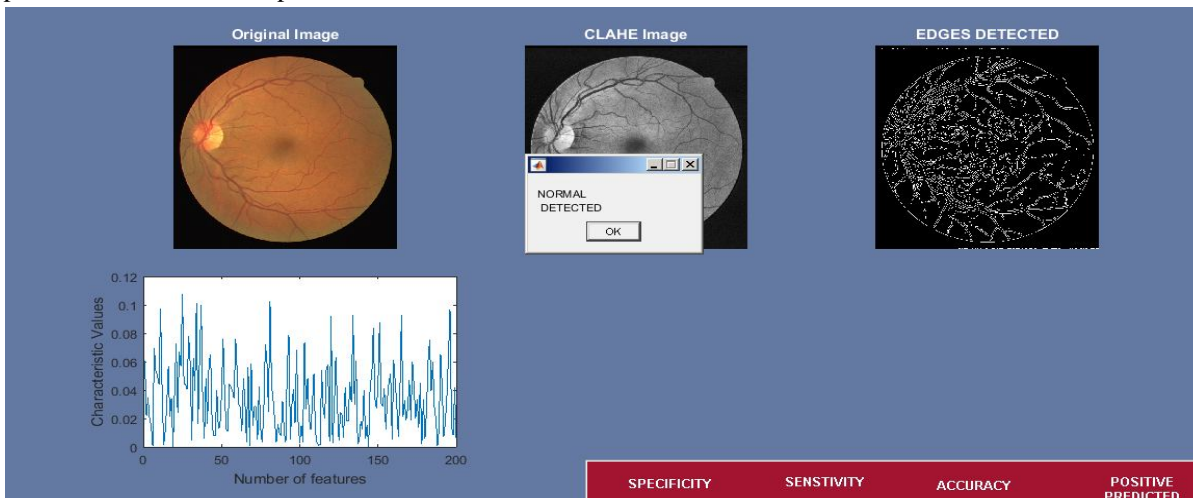 Original Image
CLAHE Image
EDGES DETECTED
NORMAL
DETECTED
OK
0.12
0.1
0.08
0.06
0.04
0.02
0
Characteristic Values
0 50 100 150 200
Number of features
SPECIFICITY SENSTIVITY ACCURACY POSITIVE
PREDICTED